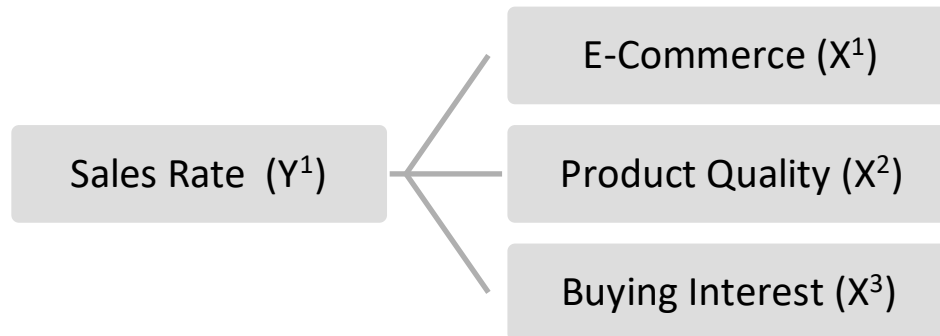 E-Commerce (X¹)
Sales Rate (Y¹)
Product Quality (X²)
Buying Interest (X³)